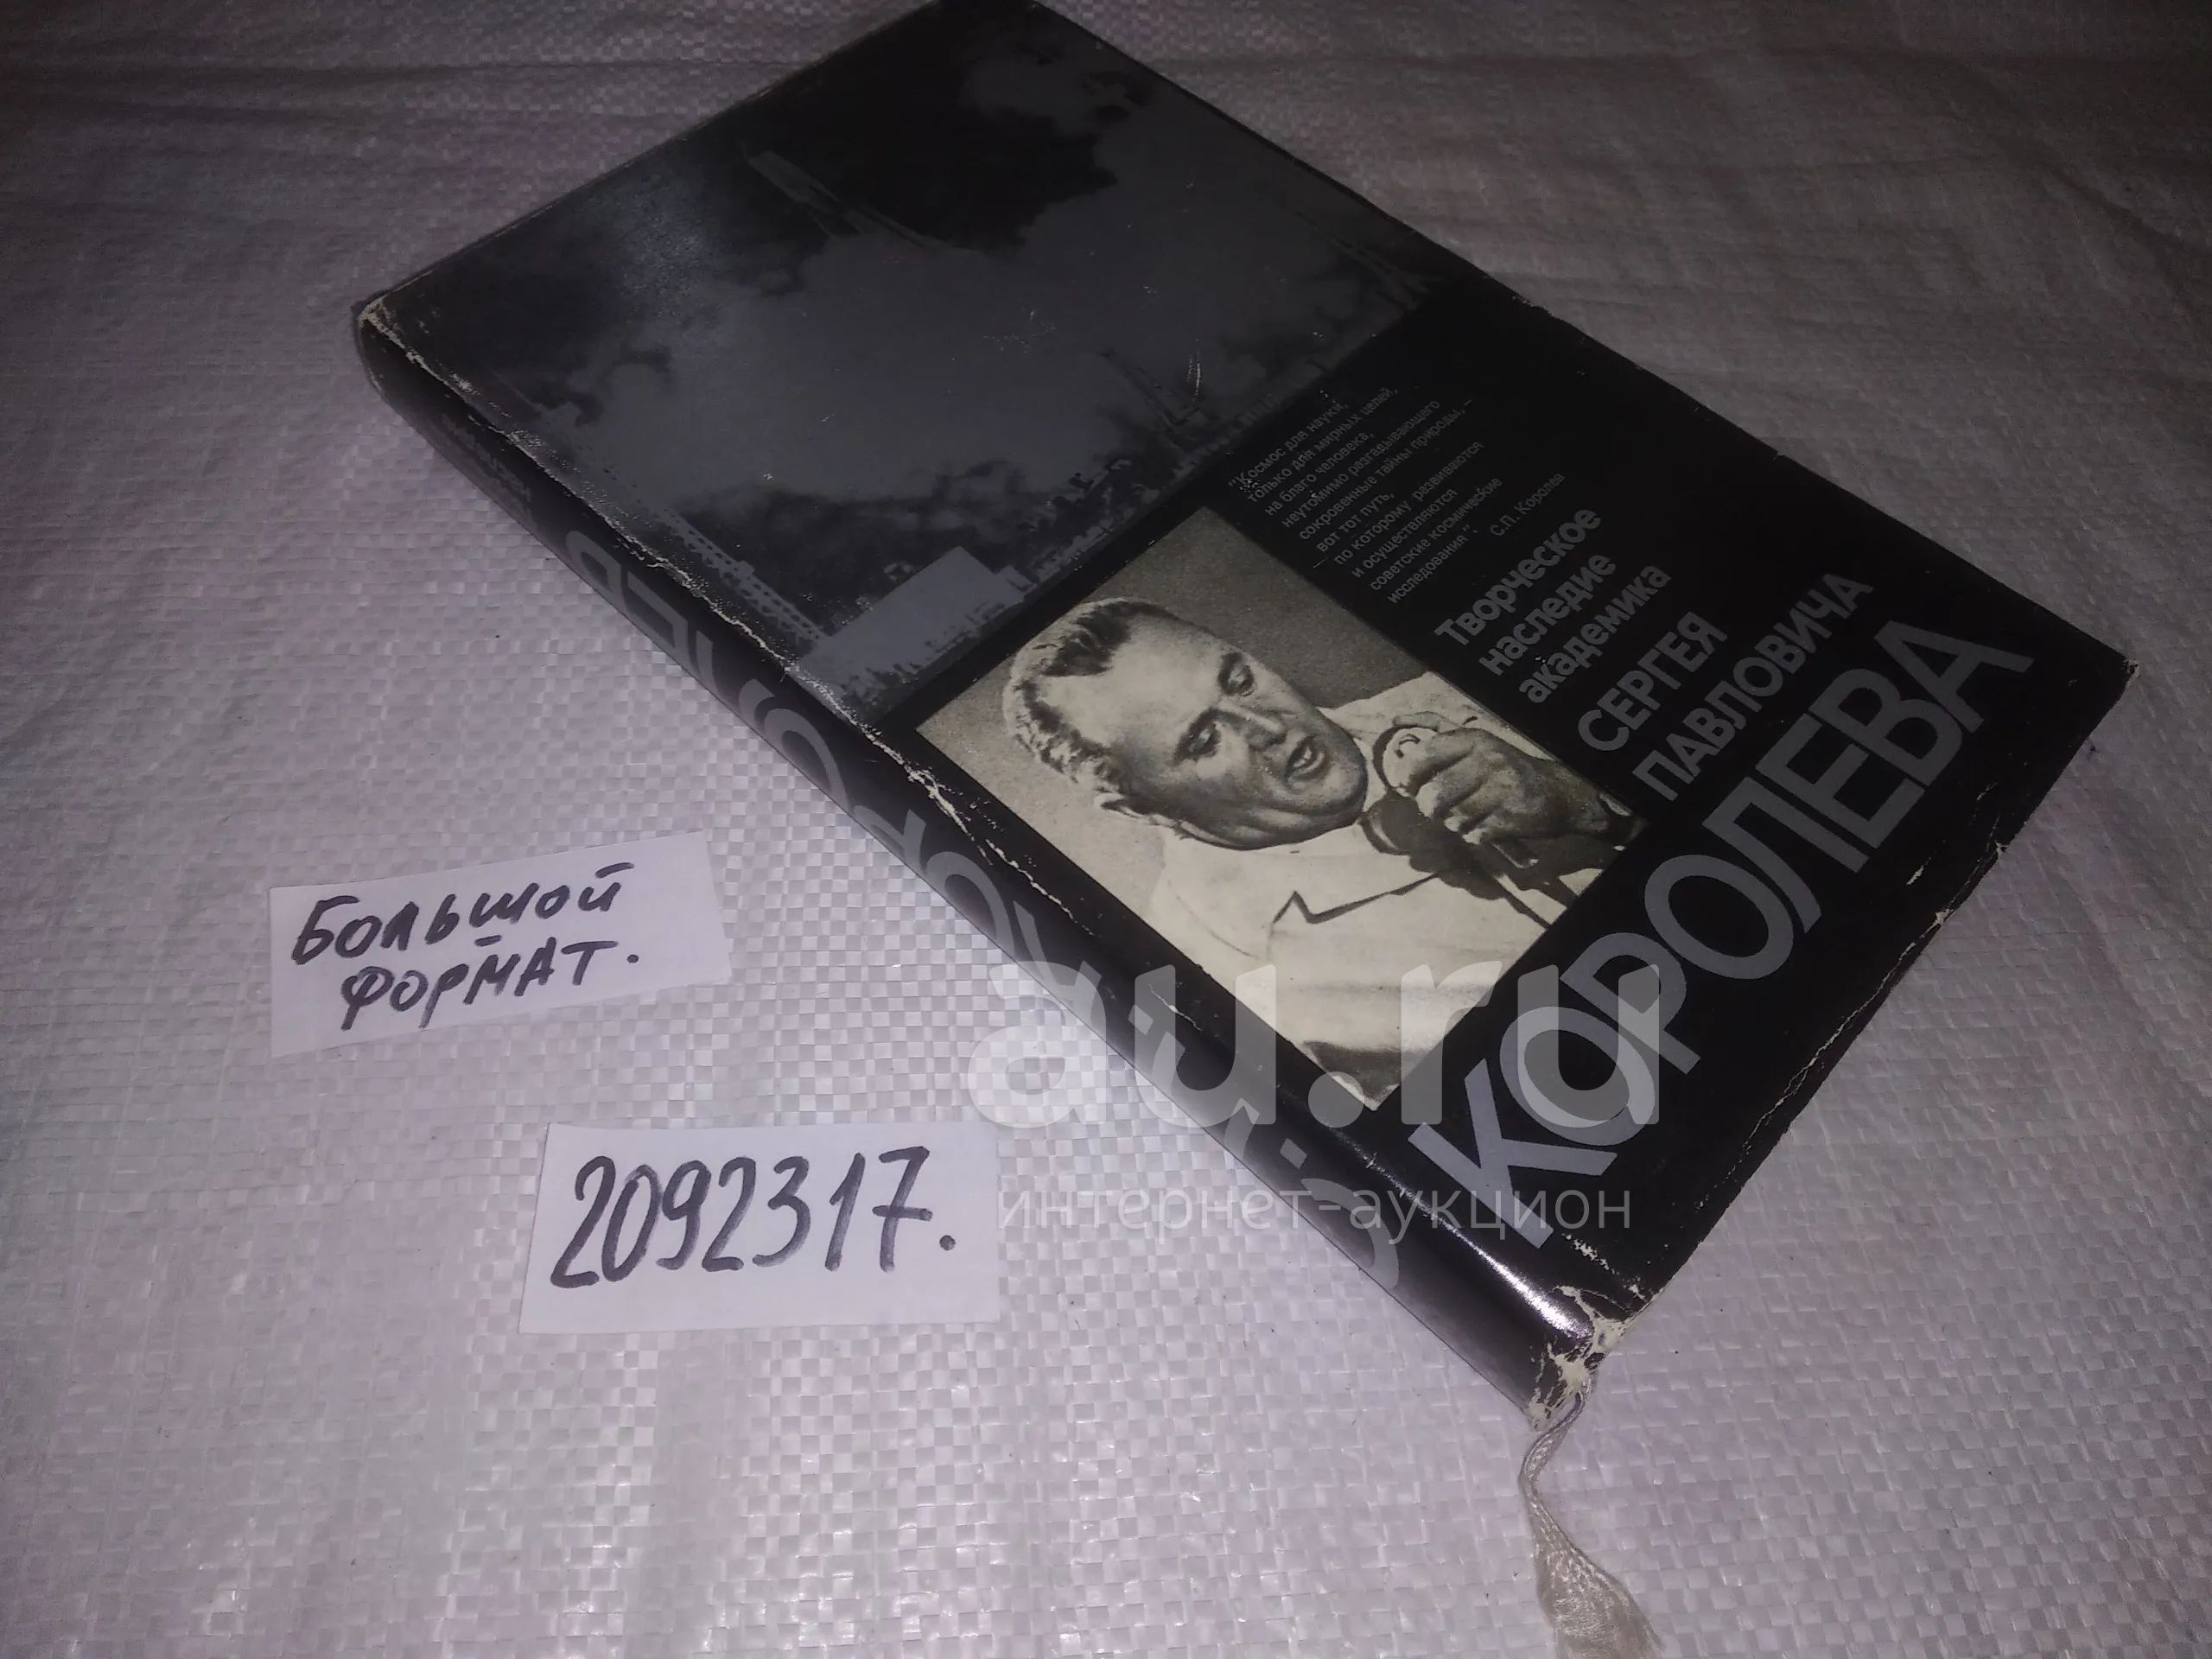 "Космос для науки,
только для мирных целей,
на благо человека,
неутомимо разгадывающего
сокровенные тайны природы, –
вот тот путь,
по которому развиваются
и осуществляются
советские космические
исследования".
С.П. Королев
Творческое
наследие
академика
СЕРГЕЯ
ПАВЛОВИЧА
КОРОЛЕВА
БОЛЬШОЙ
ФОРМАТ.
2092317.
au.ru
интернет-аукцион